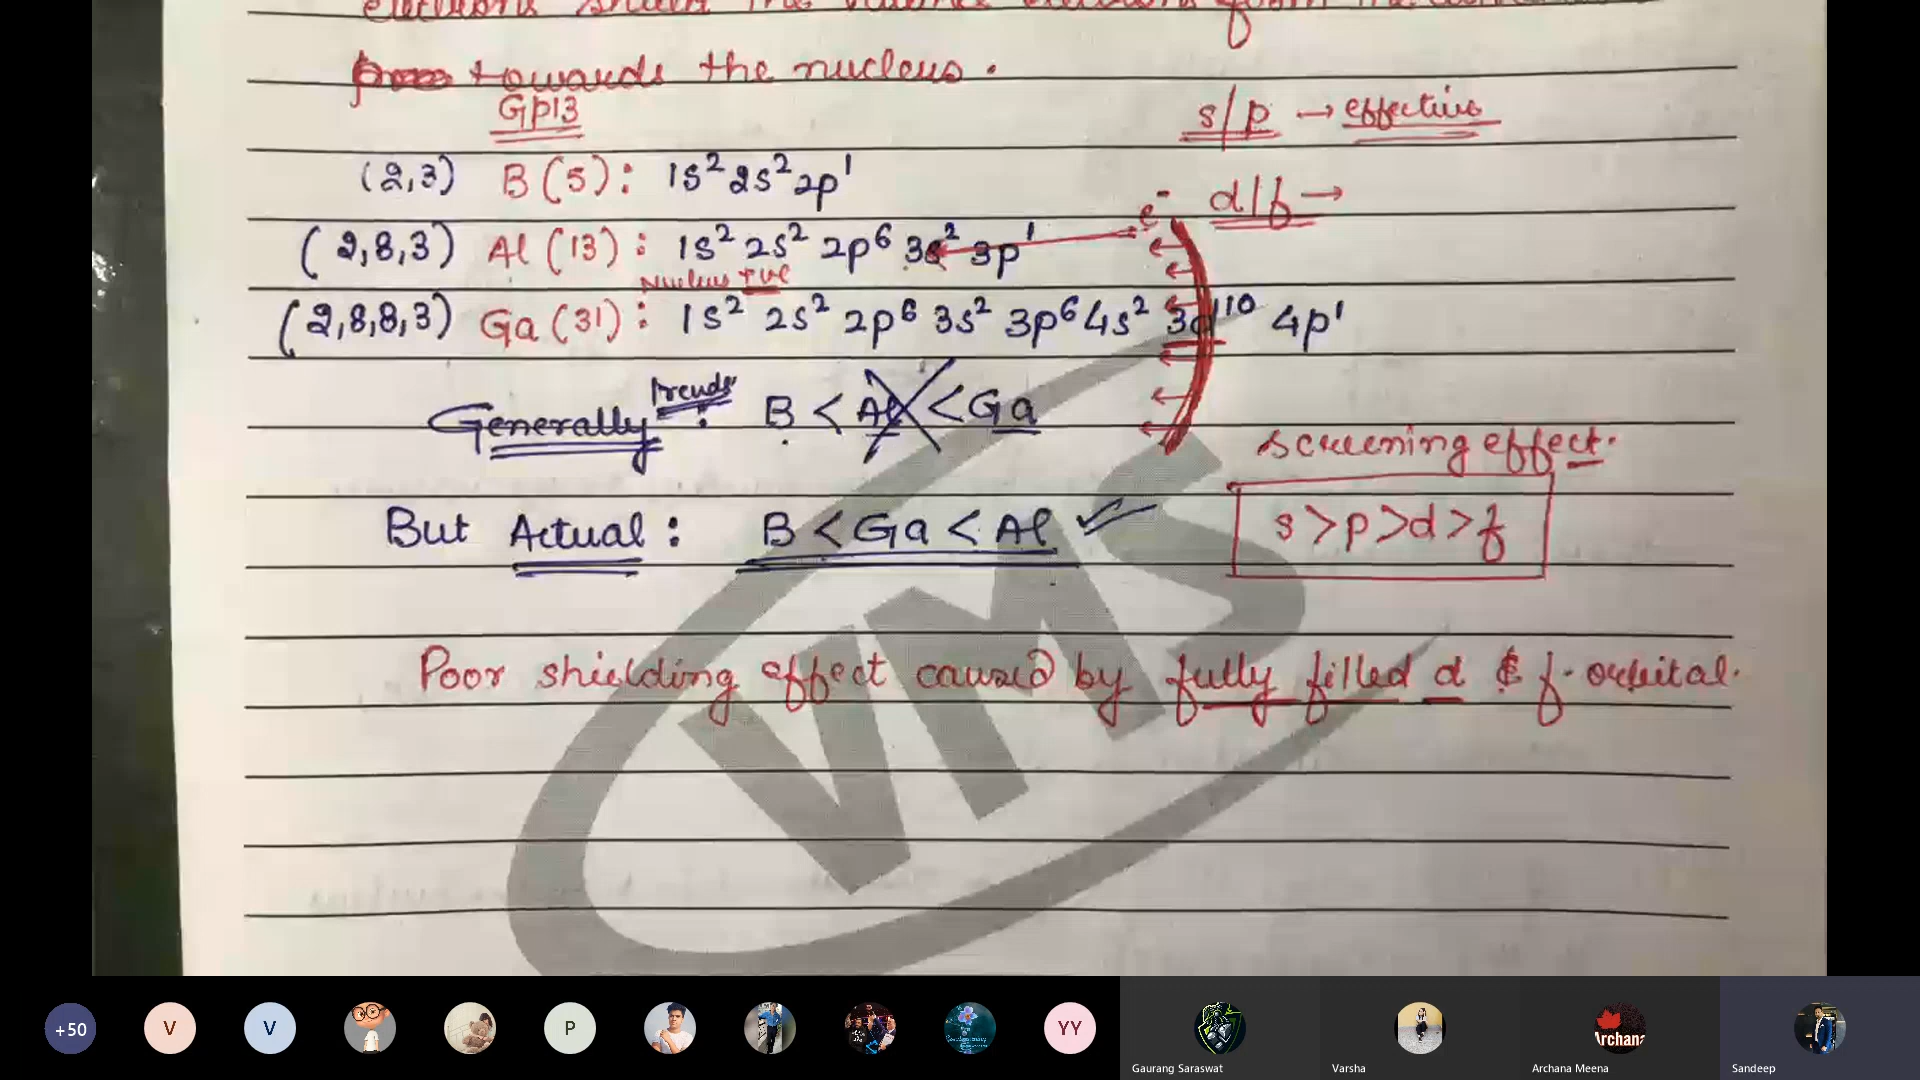 towards the nucleus.
Gp13
s/p → effective
(2,3) B(5): 1s² 2s² 2p¹
e⁻ d/f →
(2,8,3) Al(13): 1s² 2s² 2p⁶ 3s² 3p¹
Nucleus +ve
(2,8,8,3) Ga(31): 1s² 2s² 2p⁶ 3s² 3p⁶ 4s² 3d¹⁰ 4p¹
Generally trends: B < Al < Ga
screening effect.
But Actual: B < Ga < Al ✓
s > p > d > f
Poor shielding effect caused by fully filled d & f-orbital.
VMS
+50 V V P YY
Gaurang Saraswat Varsha Archana Meena Sandeep